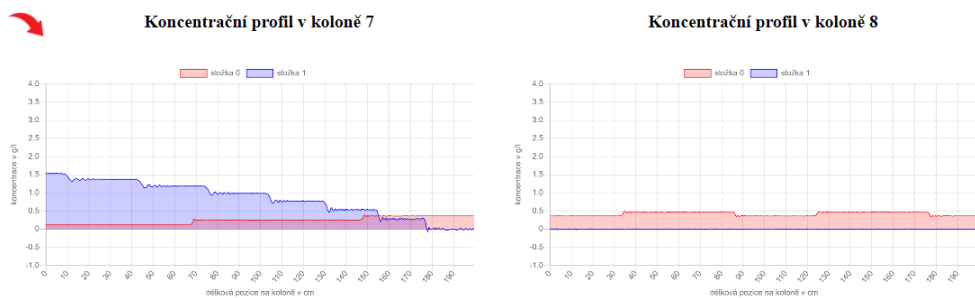 Koncentrační profil v koloně 7
složka 0 složka 1
koncentrace v g/l
4.0
3.5
3.0
2.5
2.0
1.5
1.0
0.5
0
-0.5
-1.0
0 10 20 30 40 50 60 70 80 90 100 110 120 130 140 150 160 170 180 190
délková pozice na koloně v cm
Koncentrační profil v koloně 8
složka 0 složka 1
koncentrace v g/l
4.0
3.5
3.0
2.5
2.0
1.5
1.0
0.5
0
-0.5
-1.0
0 10 20 30 40 50 60 70 80 90 100 110 120 130 140 150 160 170 180 190
délková pozice na koloně v cm